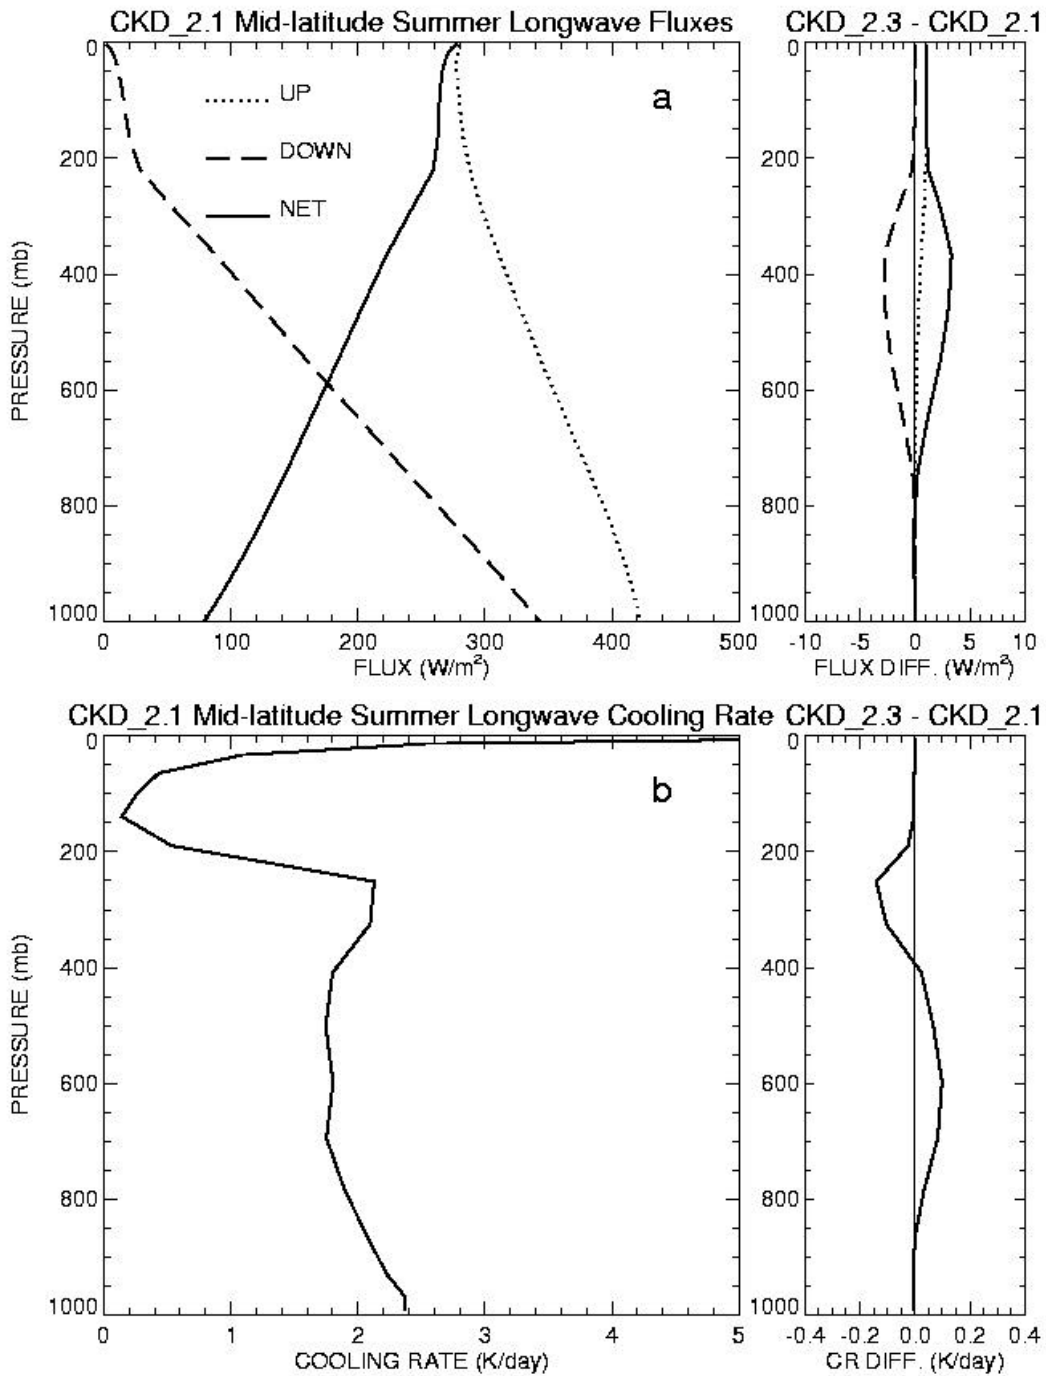 CKD_2.1 Mid-latitude Summer Longwave Fluxes CKD_2.3 - CKD_2.1
0 0
a
UP
DOWN
200 200
NET
PRESSURE (mb)
400 400
600 600
800 800
1000 1000
0 100 200 300 400 500 -10 -5 0 5 10
FLUX (W/m²) FLUX DIFF. (W/m²)
CKD_2.1 Mid-latitude Summer Longwave Cooling Rate CKD_2.3 - CKD_2.1
0 0
b
200 200
PRESSURE (mb)
400 400
600 600
800 800
1000 1000
0 1 2 3 4 5 -0.4 -0.2 0.0 0.2 0.4
COOLING RATE (K/day) CR DIFF. (K/day)